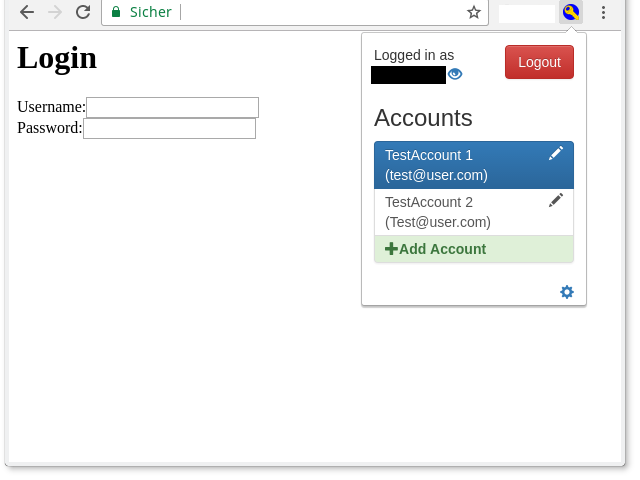 Sicher
Login
Username:
Password:
Logged in as
Logout
Accounts
TestAccount 1
(test@user.com)
TestAccount 2
(Test@user.com)
Add Account